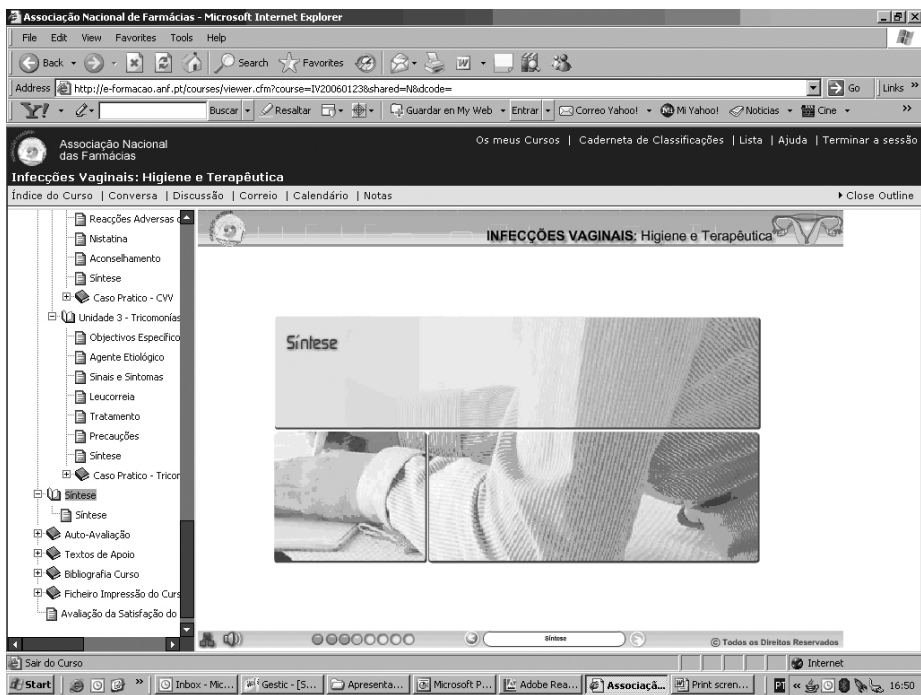 Associação Nacional de Farmácias - Microsoft Internet Explorer
File Edit View Favorites Tools Help
Back Search Favorites
Address http://e-formacao.anf.pt/courses/viewer.cfm?course=IV20060123&shared=N&dcode= Go Links »
Y! Buscar Resaltar Guardar en My Web Entrar Correo Yahoo! Mi Yahoo! Noticias Cine »
Associação Nacional
das Farmácias
Os meus Cursos | Caderneta de Classificações | Lista | Ajuda | Terminar a sessão
Infecções Vaginais: Higiene e Terapêutica
Índice do Curso | Conversa | Discussão | Correio | Calendário | Notas
Close Outline
Reacções Adversas
Nistatina
Aconselhamento
Síntese
Caso Pratico - CVV
Unidade 3 - Tricomonías
Objectivos Específico
Agente Etiológico
Sinais e Sintomas
Leucorreia
Tratamento
Precauções
Síntese
Caso Pratico - Tricor
Síntese
Síntese
Auto-Avaliação
Textos de Apoio
Bibliografia Curso
Ficheiro Impressão do Curs
Avaliação da Satisfação do
INFECÇÕES VAGINAIS: Higiene e Terapêutica
Síntese
Síntese
© Todos os Direitos Reservados
Sair do Curso
Internet
Start » Inbox - Mic... Gestic - [S... Apresenta... Microsoft P... Adobe Rea... Associaçã... Print scren... PT « 16:50